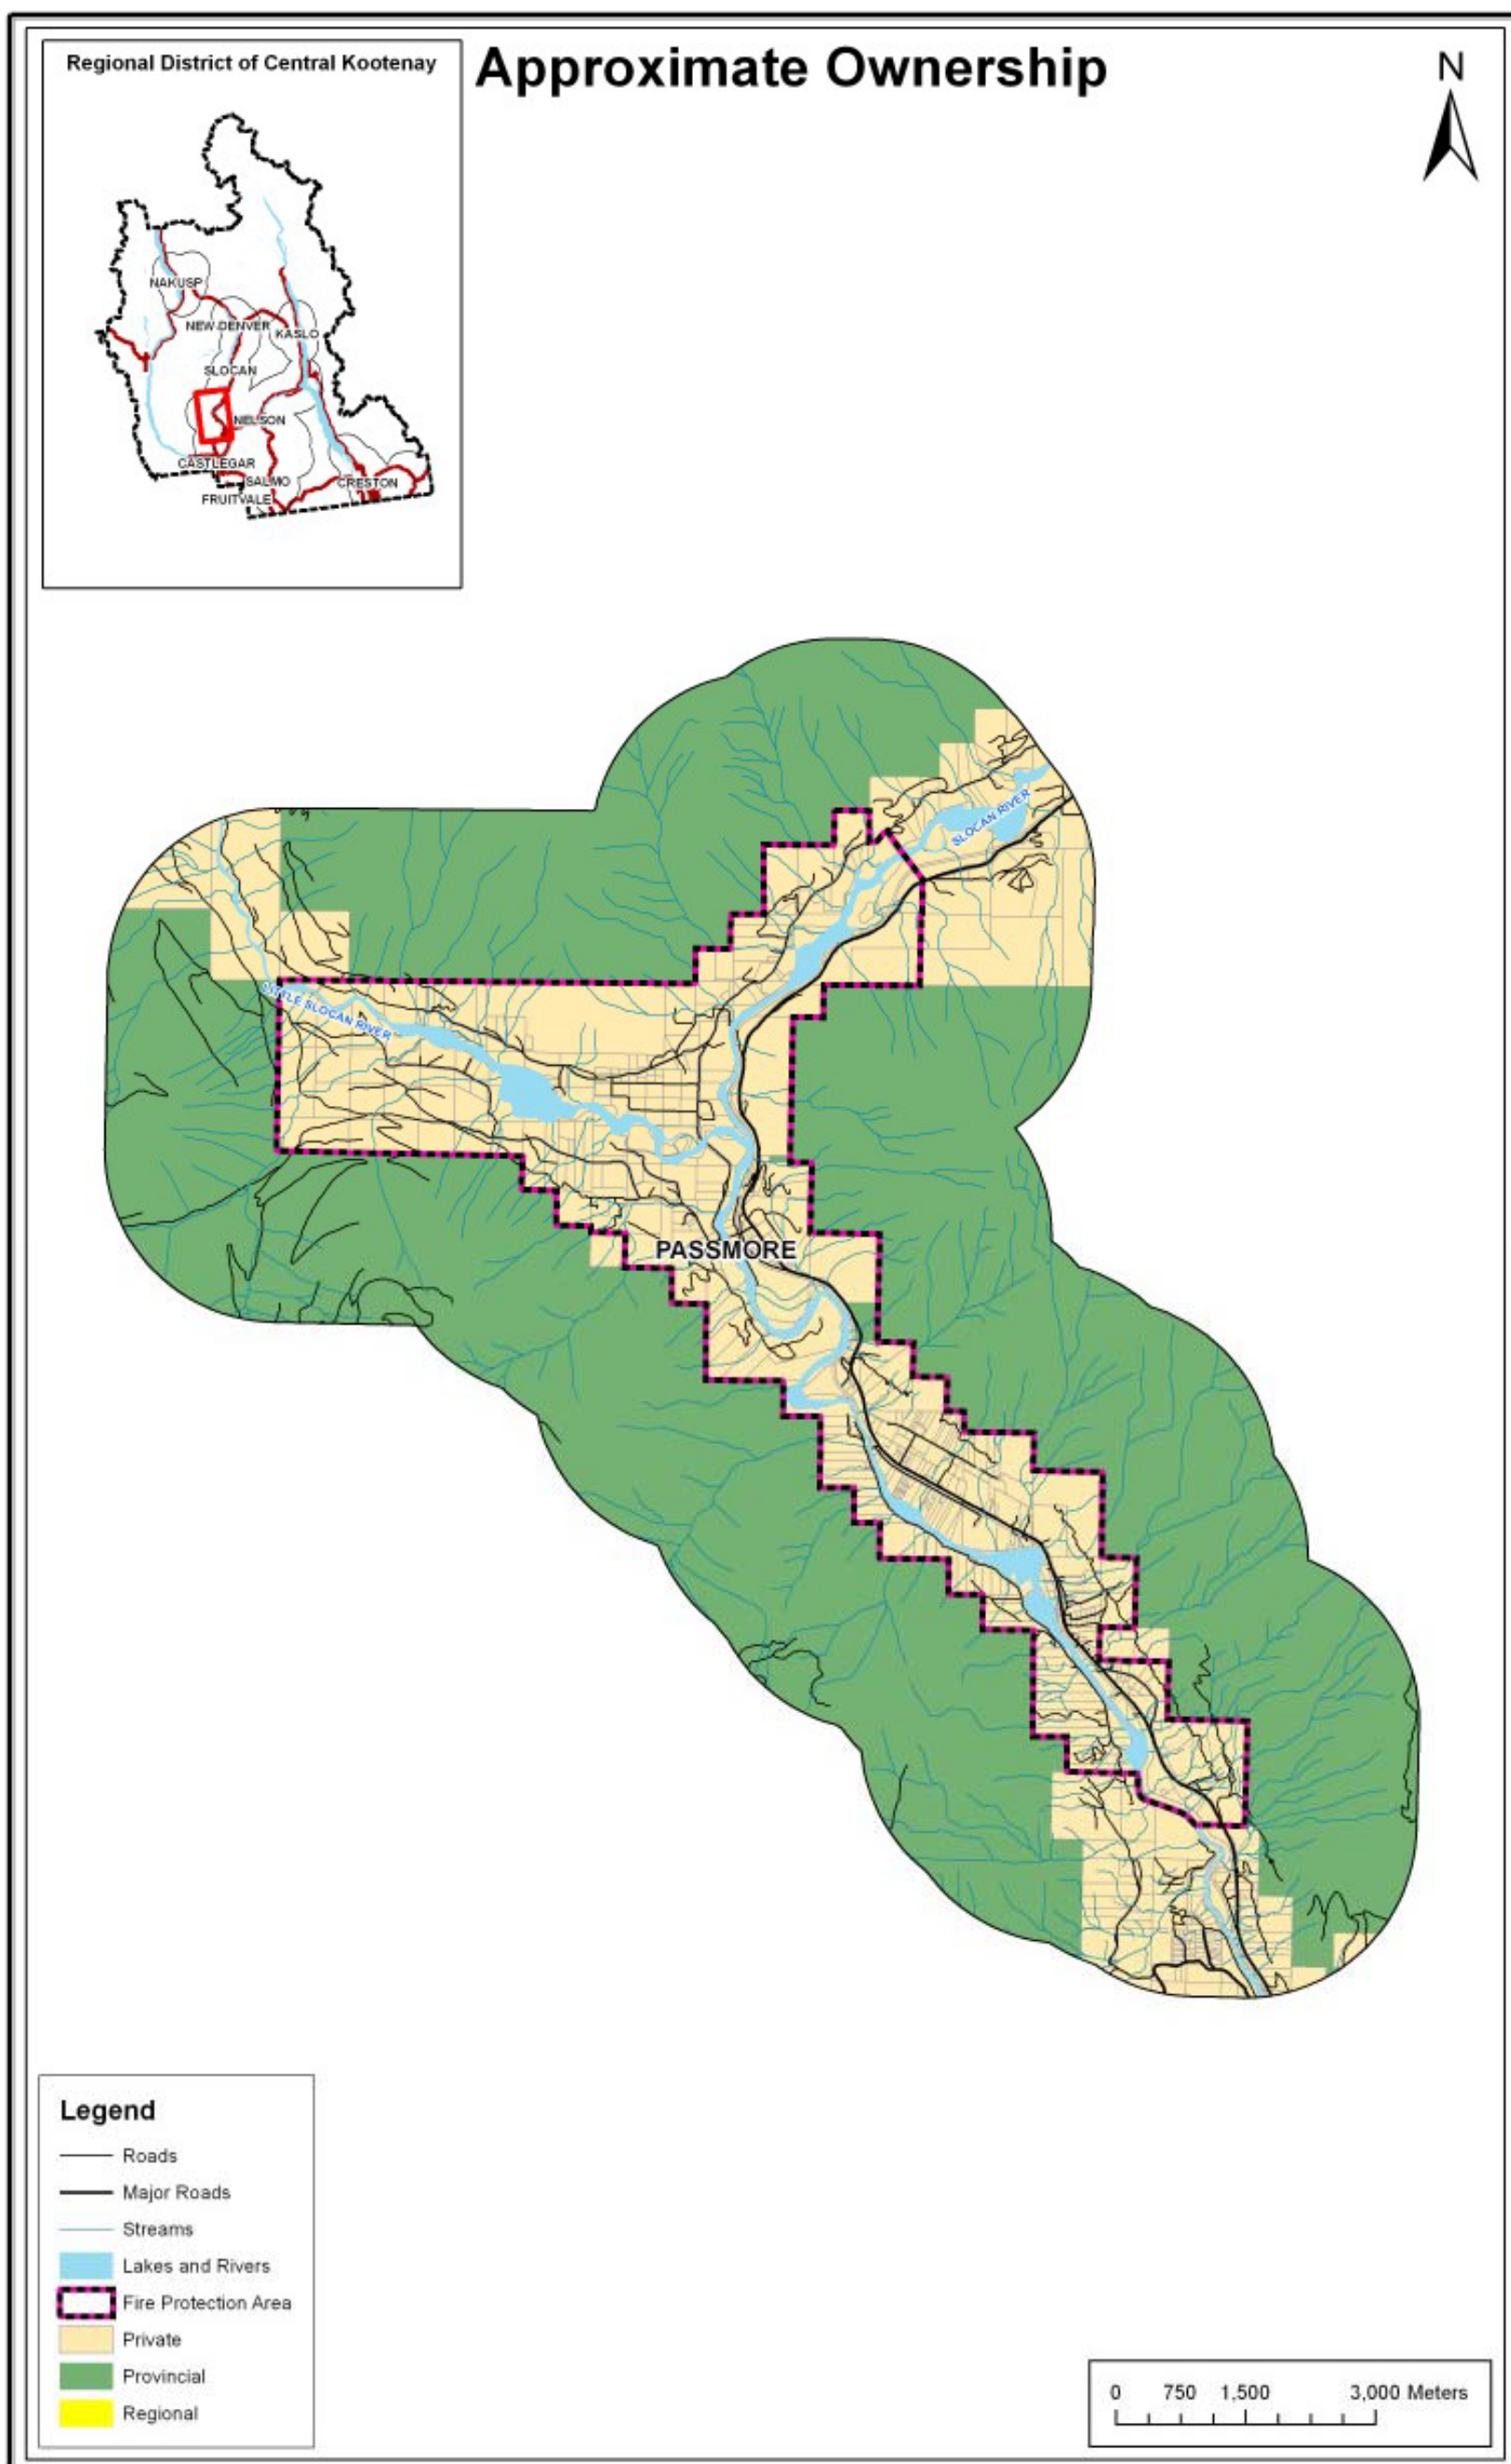 Regional District of Central Kootenay
Approximate Ownership
N
NAKUSP
NEW DENVER
KASLO
SLOCAN
NELSON
CASTLEGAR
SALMO
CRESTON
FRUITVALE
SLOCAN RIVER
LITTLE SLOCAN RIVER
PASSMORE
Legend
Roads
Major Roads
Streams
Lakes and Rivers
Fire Protection Area
Private
Provincial
Regional
0 750 1,500 3,000 Meters